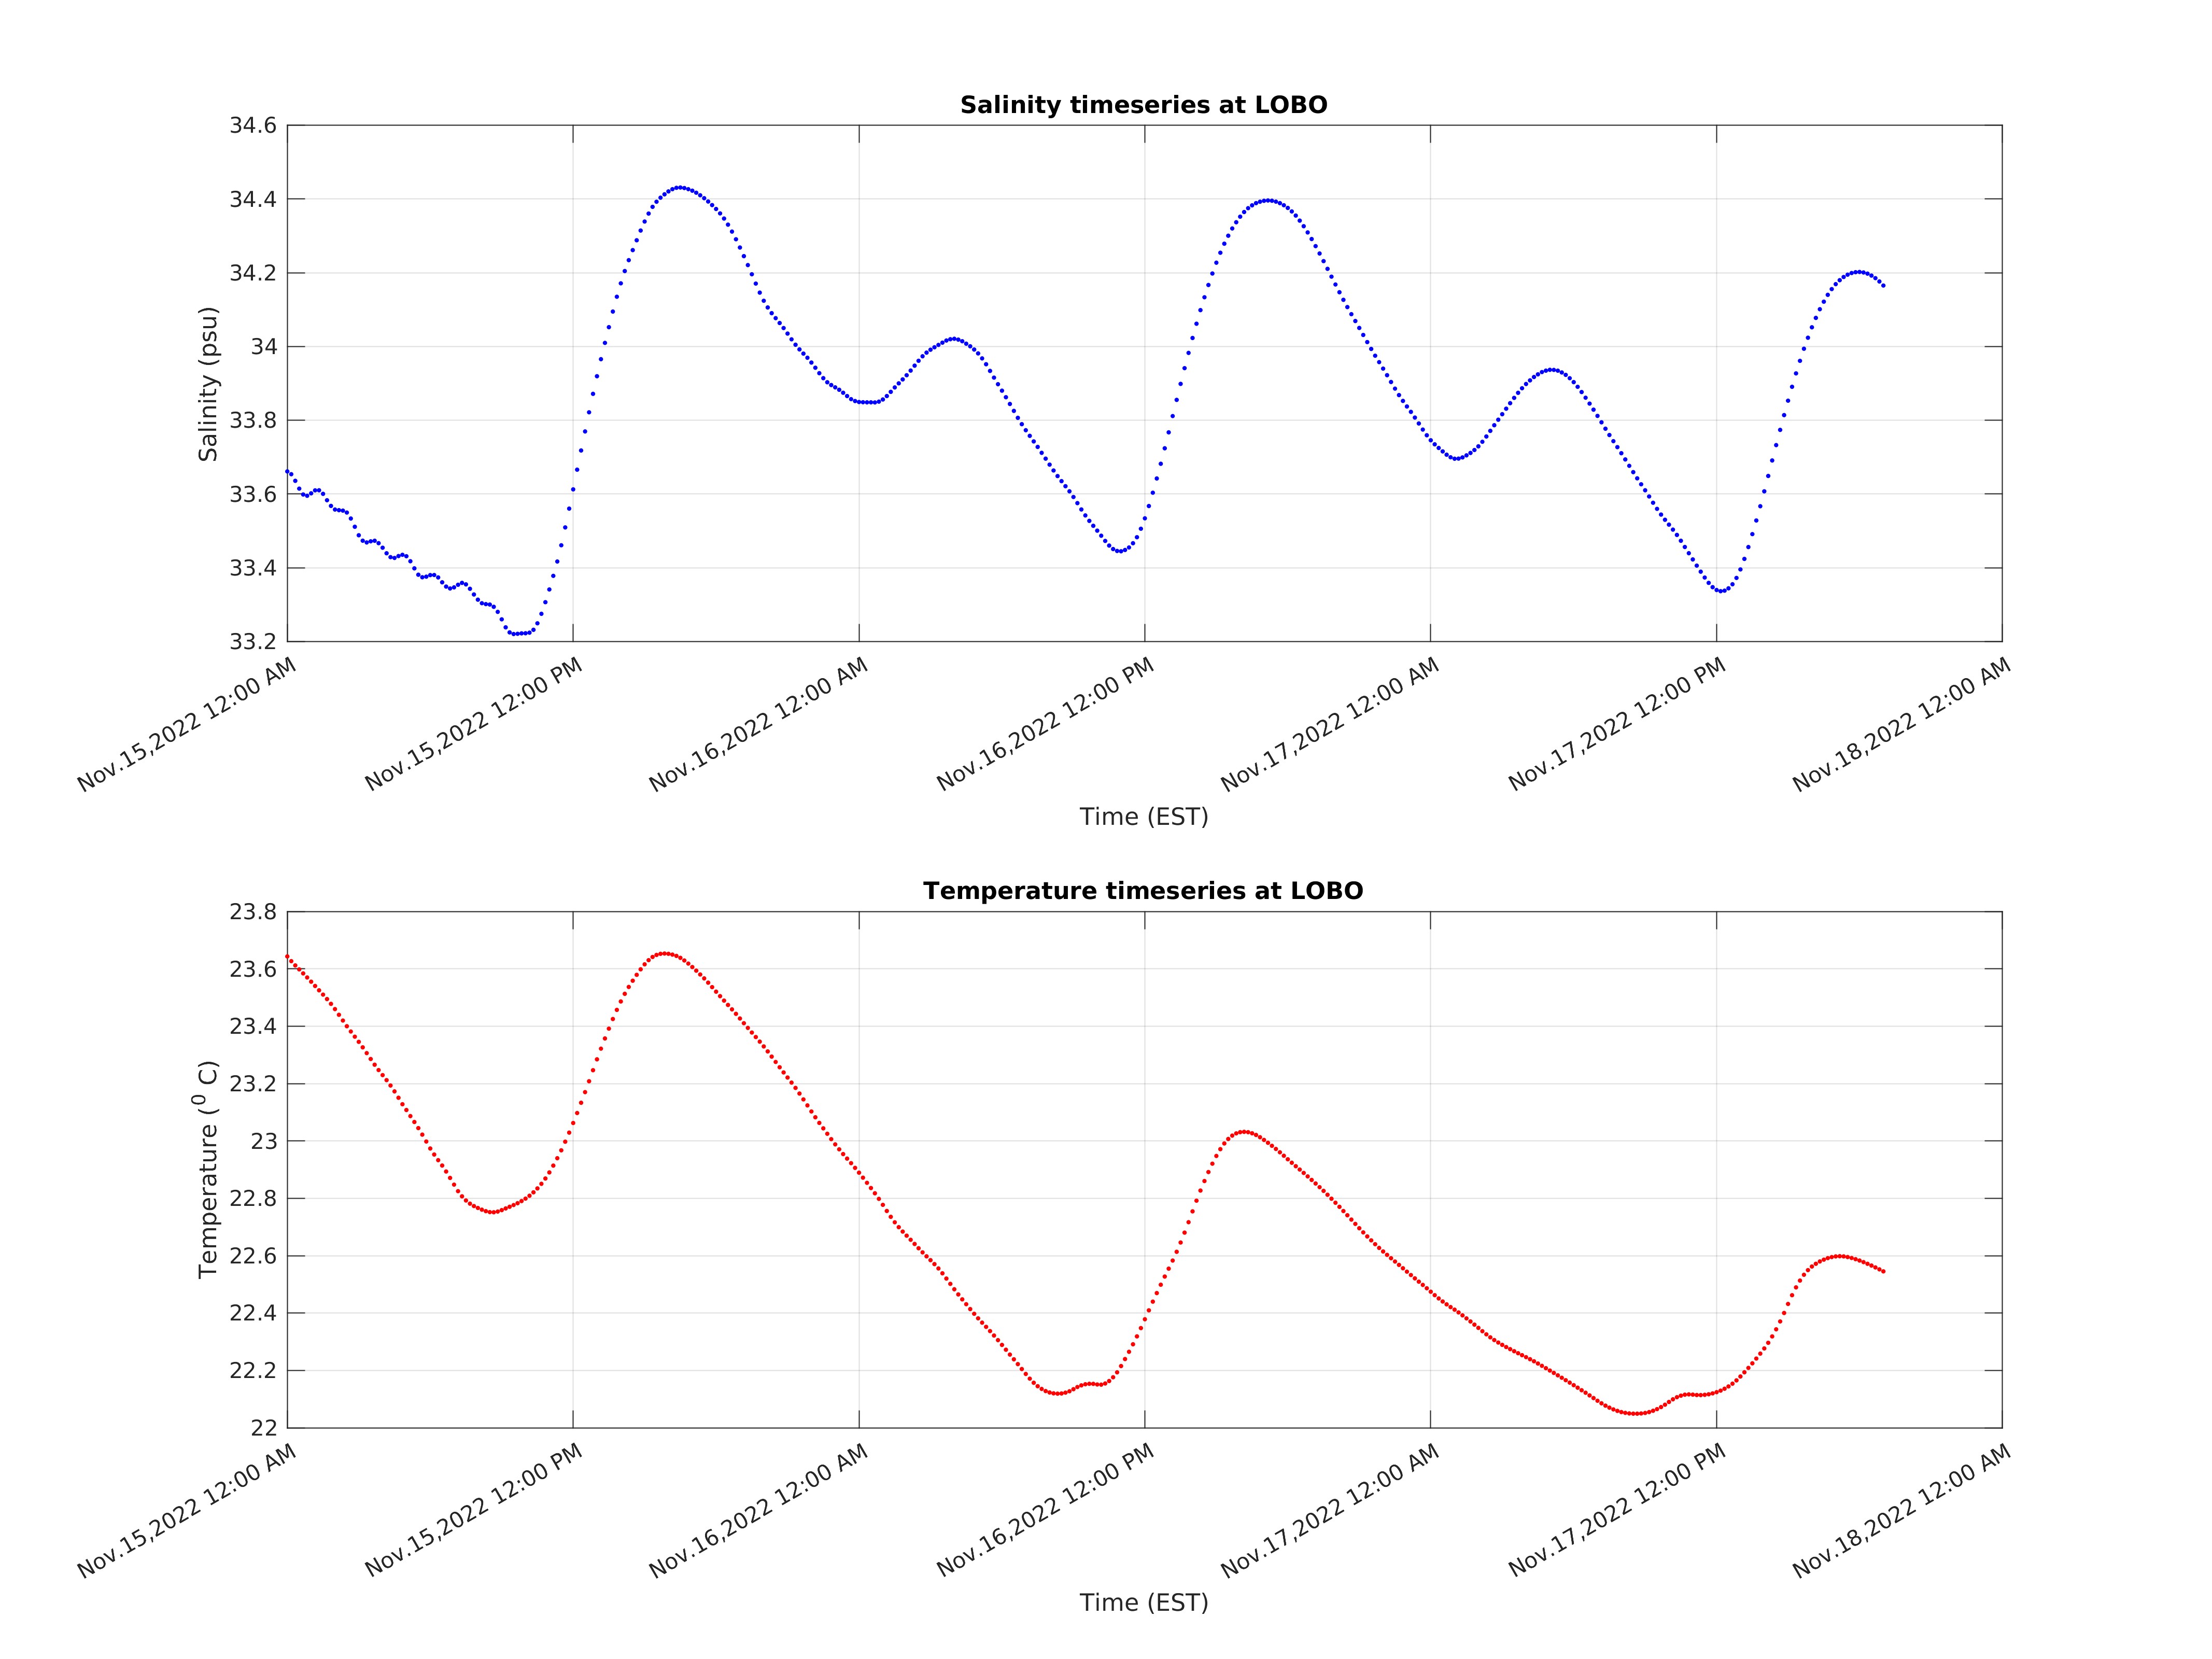 Salinity timeseries at LOBO
34.6
34.4
34.2
34
33.8
33.6
33.4
33.2
Salinity (psu)
Nov.15,2022 12:00 AM
Nov.15,2022 12:00 PM
Nov.16,2022 12:00 AM
Nov.16,2022 12:00 PM
Nov.17,2022 12:00 AM
Nov.17,2022 12:00 PM
Nov.18,2022 12:00 AM
Time (EST)
Temperature timeseries at LOBO
23.8
23.6
23.4
23.2
23
22.8
22.6
22.4
22.2
22
Temperature (⁰ C)
Nov.15,2022 12:00 AM
Nov.15,2022 12:00 PM
Nov.16,2022 12:00 AM
Nov.16,2022 12:00 PM
Nov.17,2022 12:00 AM
Nov.17,2022 12:00 PM
Nov.18,2022 12:00 AM
Time (EST)